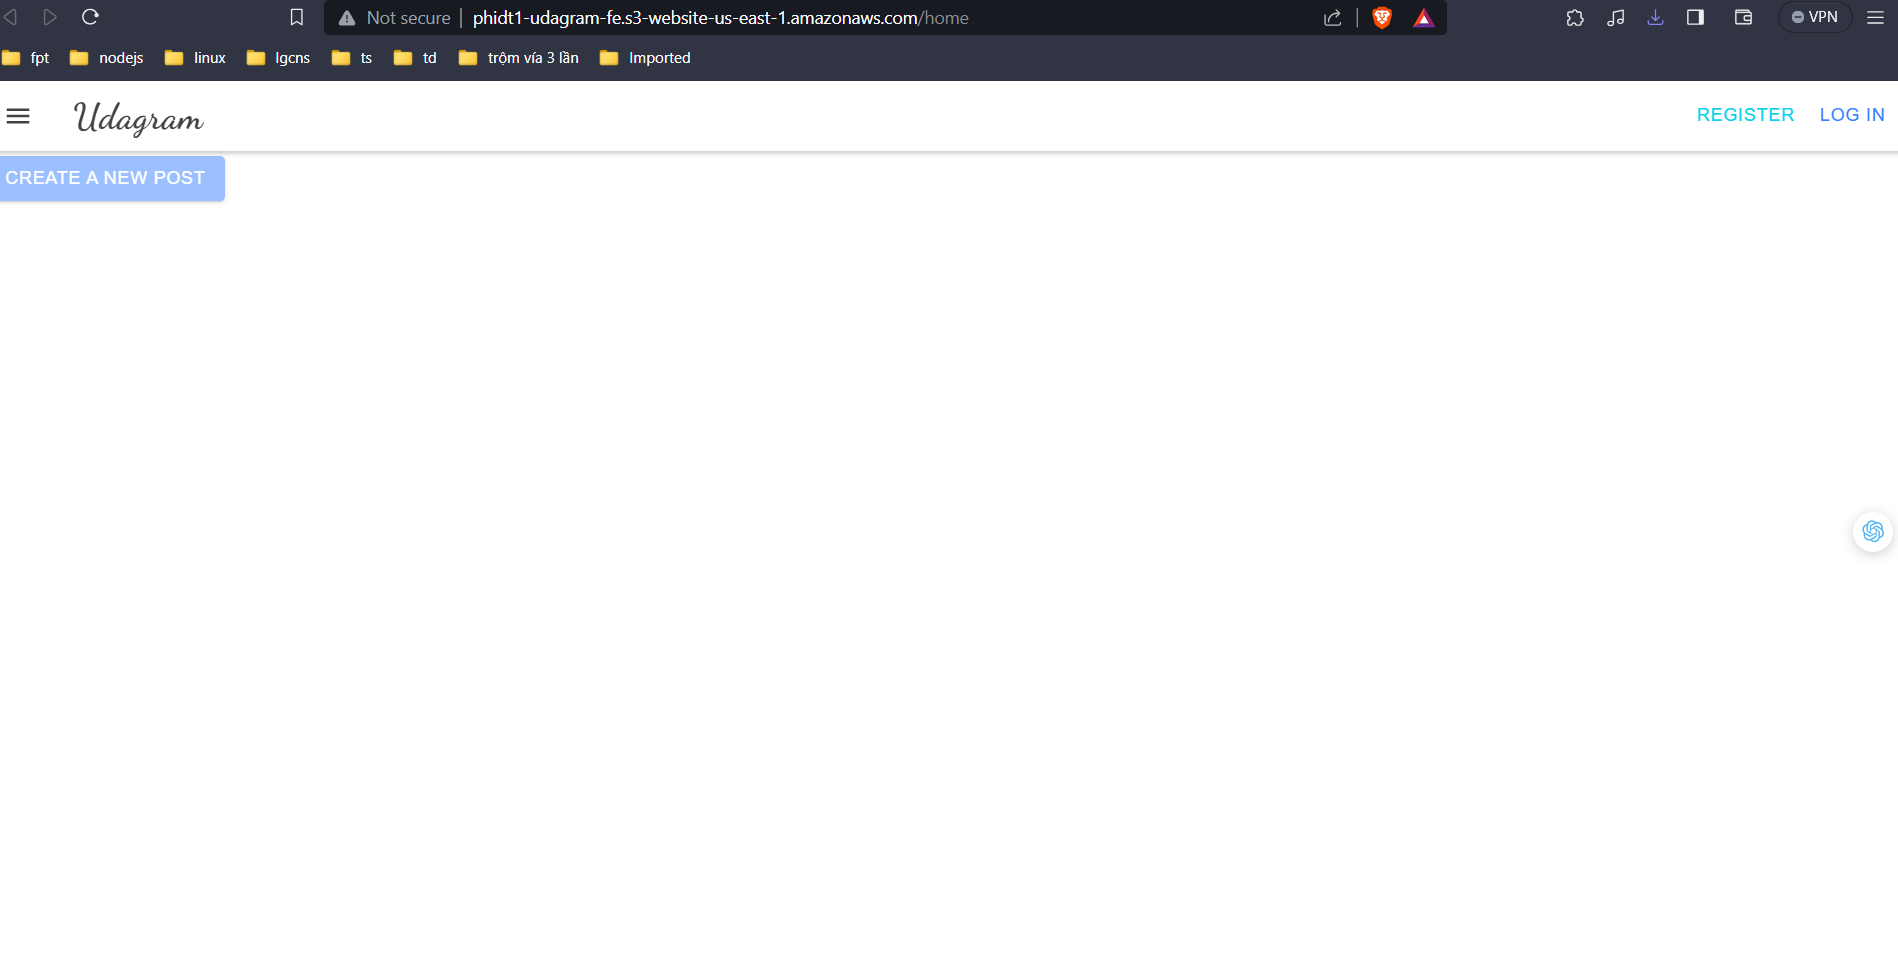 Not secure phidt1-udagram-fe.s3-website-us-east-1.amazonaws.com/home VPN
fpt nodejs linux lgcns ts td trộm vía 3 lần Imported
Udagram REGISTER LOG IN
CREATE A NEW POST